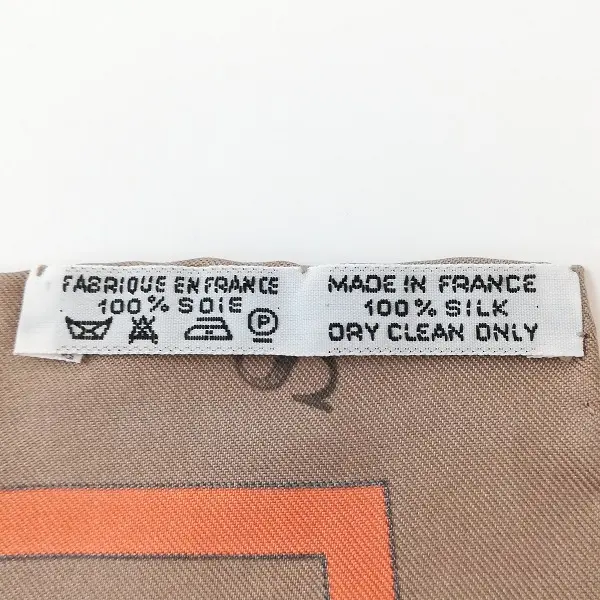 FABRIQUE EN FRANCE
100% SOIE
P
MADE IN FRANCE
100% SILK
DRY CLEAN ONLY